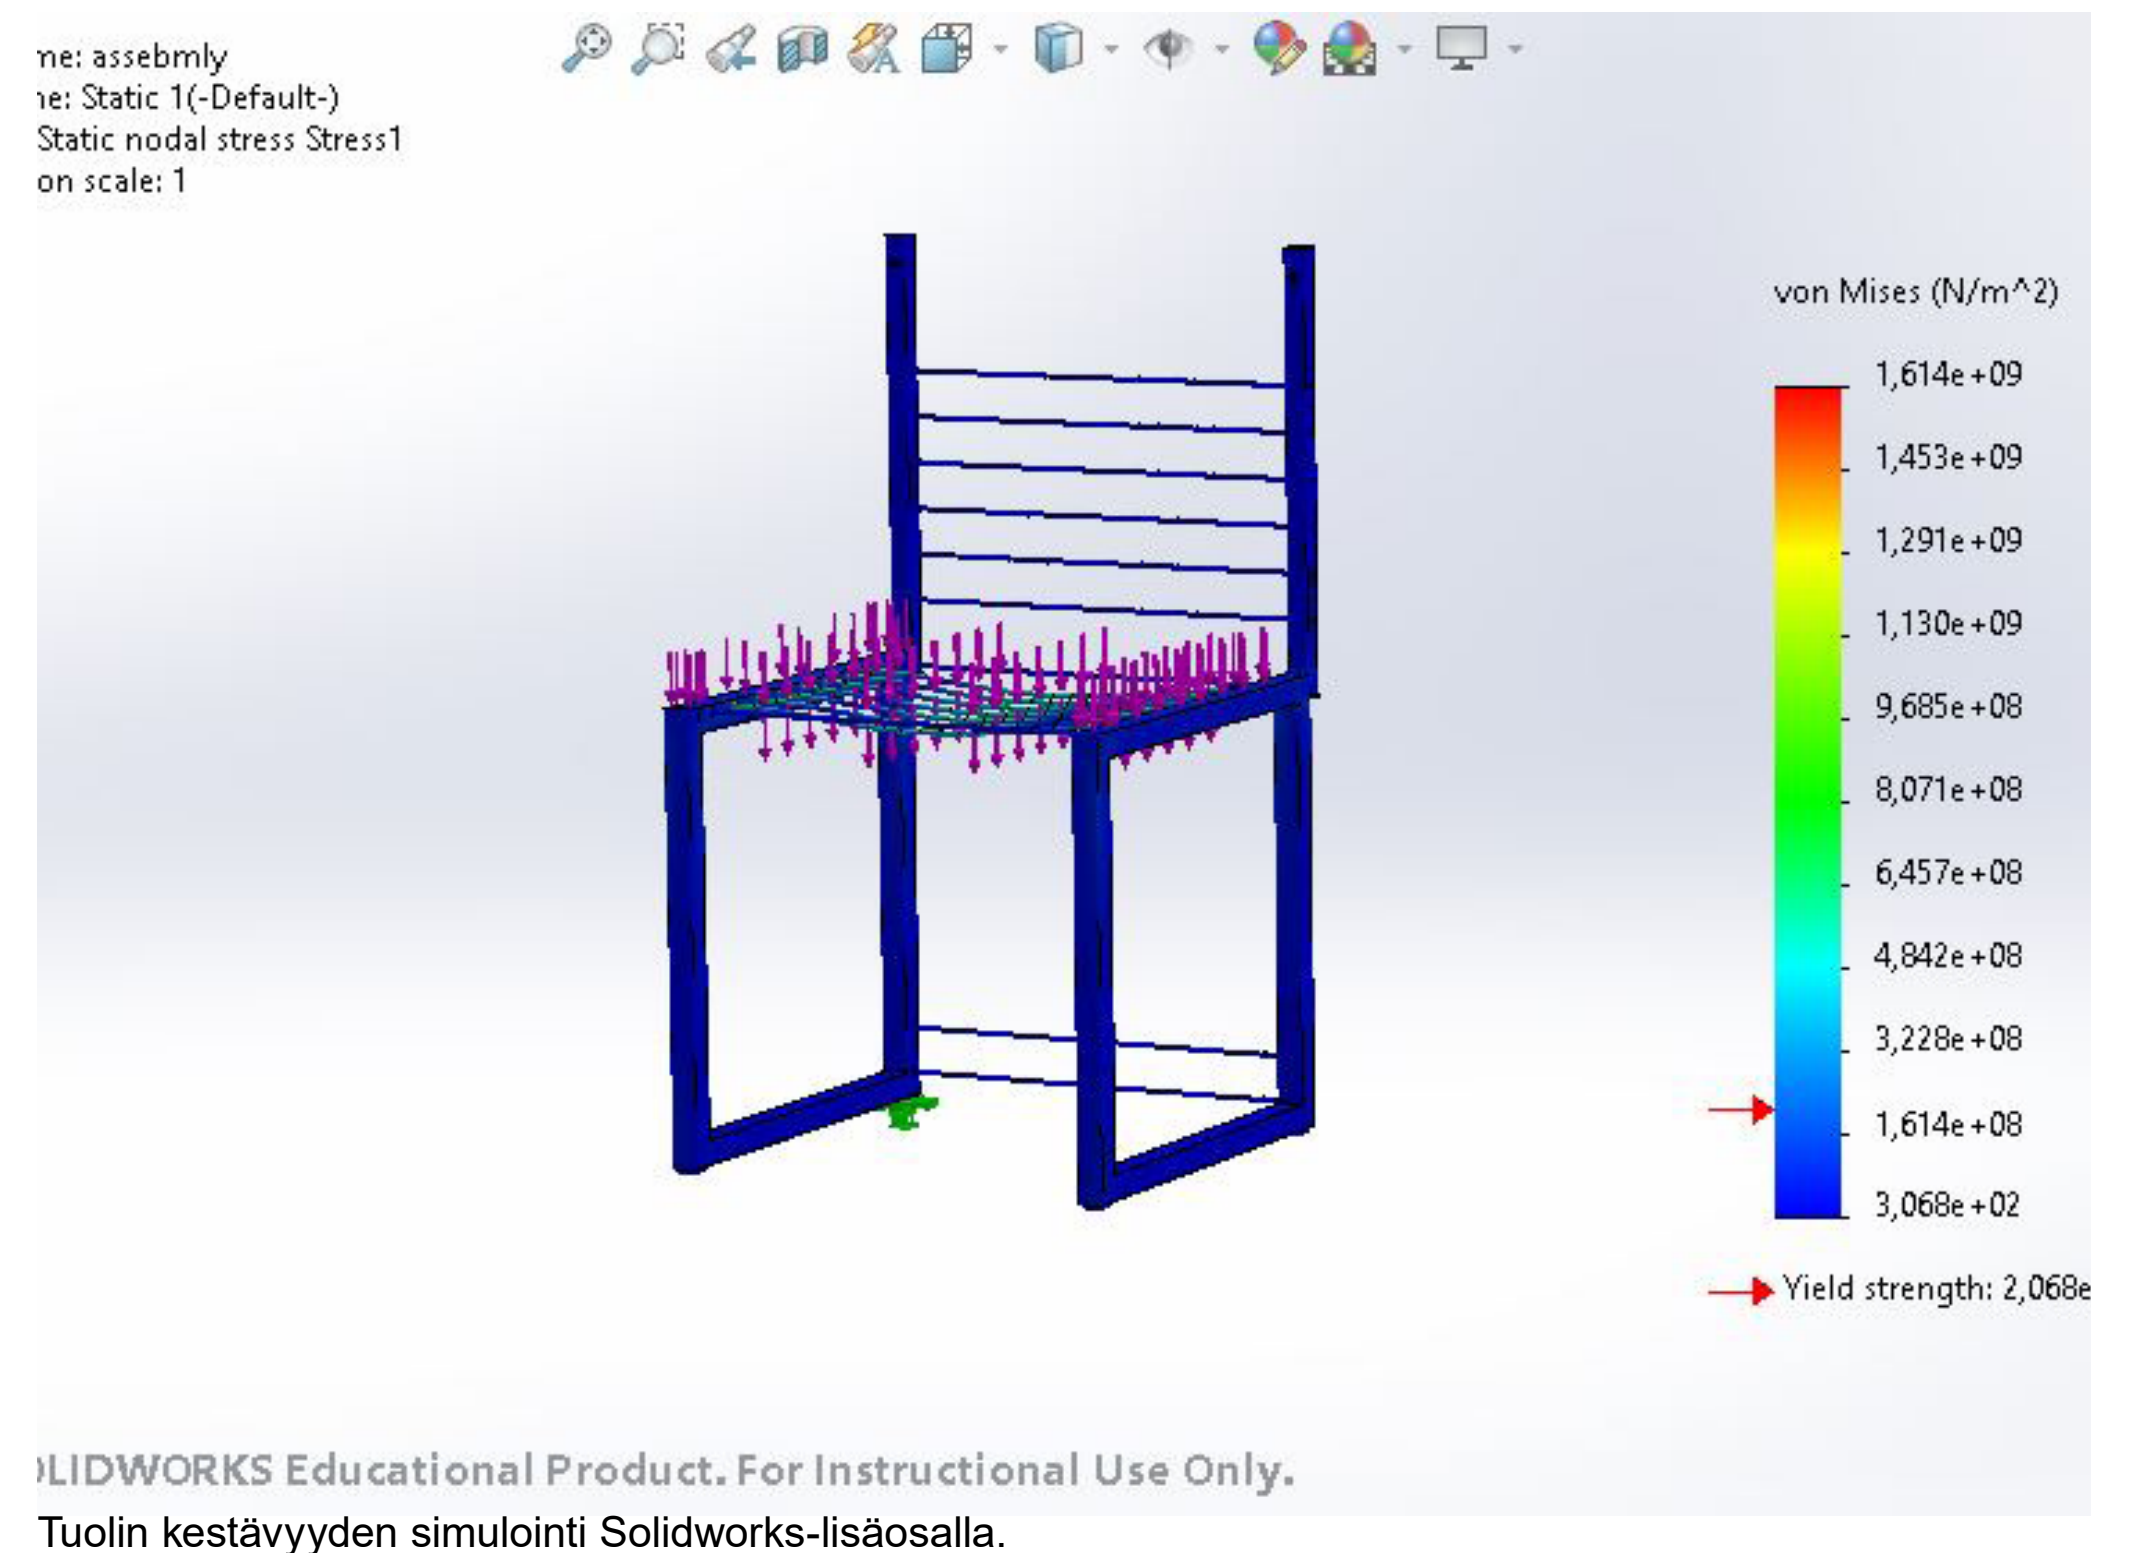 me: assebmly
ne: Static 1(-Default-)
Static nodal stress Stress1
on scale: 1
von Mises (N/m^2)
1,614e+09
1,453e+09
1,291e+09
1,130e+09
9,685e+08
8,071e+08
6,457e+08
4,842e+08
3,228e+08
1,614e+08
3,068e+02
Yield strength: 2,068e
OLIDWORKS Educational Product. For Instructional Use Only.
Tuolin kestävyyden simulointi Solidworks-lisäosalla.